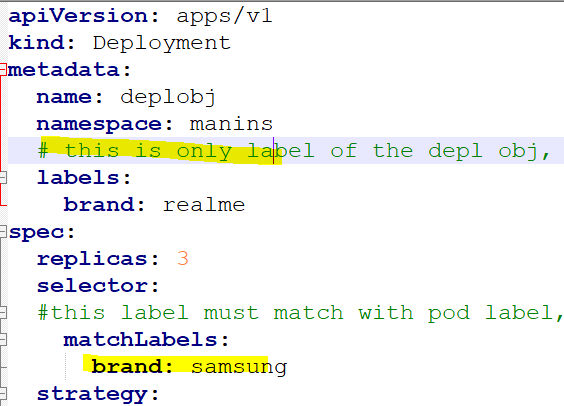 apiVersion: apps/v1
kind: Deployment
metadata:
  name: deplobj
  namespace: manins
  # this is only label of the depl obj,
  labels:
    brand: realme
spec:
  replicas: 3
  selector:
  #this label must match with pod label,
    matchLabels:
      brand: samsung
  strategy: